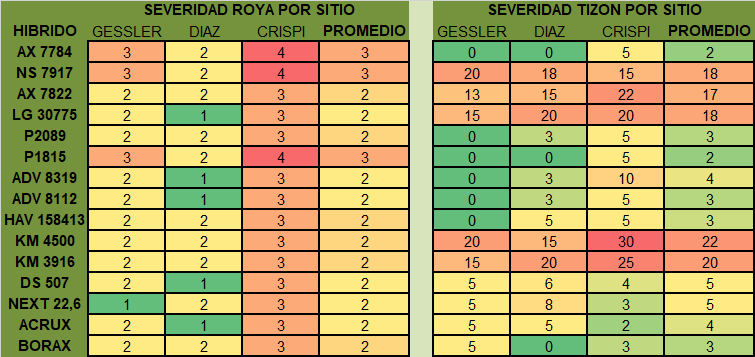 SEVERIDAD ROYA POR SITIO SEVERIDAD TIZON POR SITIO
HIBRIDO GESSLER DIAZ CRISPI PROMEDIO GESSLER DIAZ CRISPI PROMEDIO
AX 7784 3 2 4 3 0 0 5 2
NS 7917 3 2 4 3 20 18 15 18
AX 7822 2 2 3 2 13 15 22 17
LG 30775 2 1 3 2 15 20 20 18
P2089 2 2 3 2 0 3 5 3
P1815 3 2 4 3 0 0 5 2
ADV 8319 2 1 3 2 0 3 10 4
ADV 8112 2 1 3 2 0 3 5 3
HAV 158413 2 2 3 2 0 5 5 3
KM 4500 2 2 3 2 20 15 30 22
KM 3916 2 2 3 2 15 20 25 20
DS 507 2 1 3 2 5 6 4 5
NEXT 22,6 1 2 3 2 5 8 3 5
ACRUX 2 1 3 2 5 5 2 4
BORAX 2 2 3 2 5 0 3 3